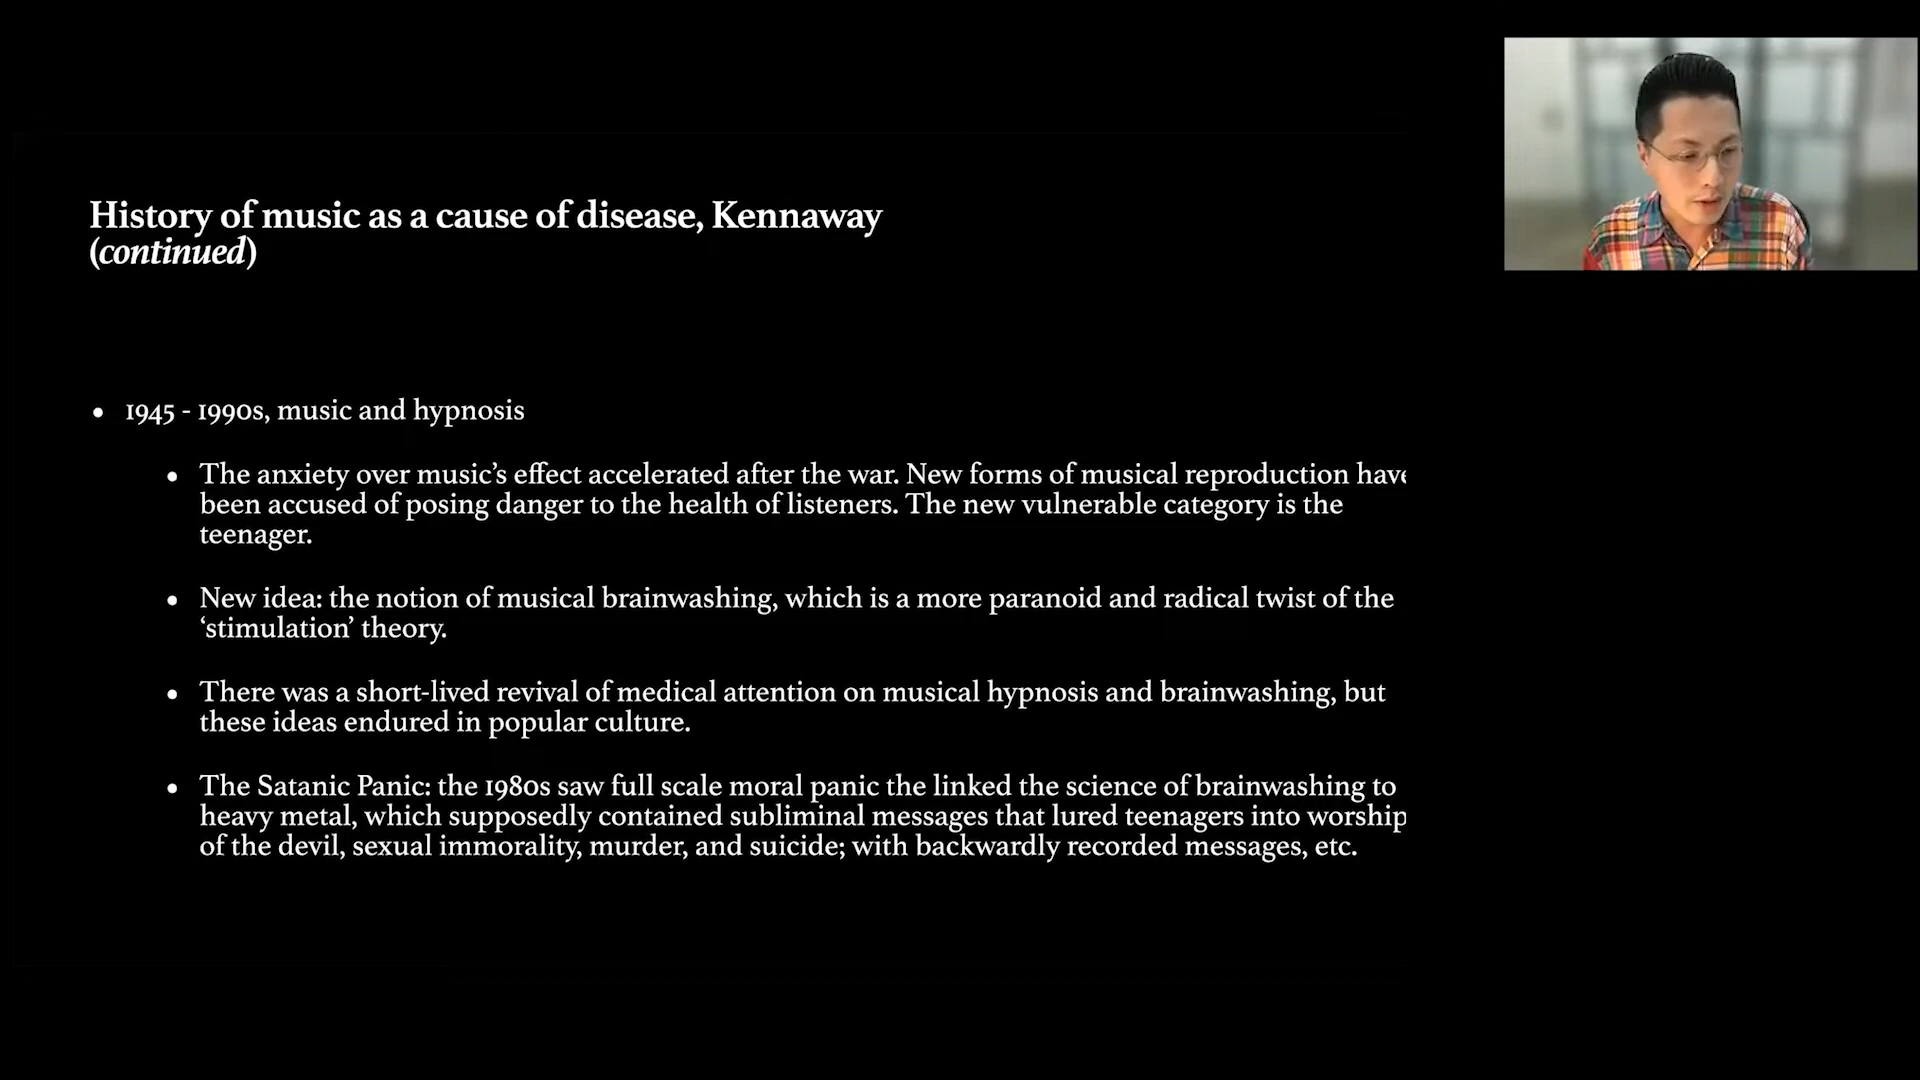 History of music as a cause of disease, Kennaway
(continued)
• 1945 - 1990s, music and hypnosis
• The anxiety over music’s effect accelerated after the war. New forms of musical reproduction have
been accused of posing danger to the health of listeners. The new vulnerable category is the
teenager.
• New idea: the notion of musical brainwashing, which is a more paranoid and radical twist of the
‘stimulation’ theory.
• There was a short-lived revival of medical attention on musical hypnosis and brainwashing, but
these ideas endured in popular culture.
• The Satanic Panic: the 1980s saw full scale moral panic the linked the science of brainwashing to
heavy metal, which supposedly contained subliminal messages that lured teenagers into worship
of the devil, sexual immorality, murder, and suicide; with backwardly recorded messages, etc.